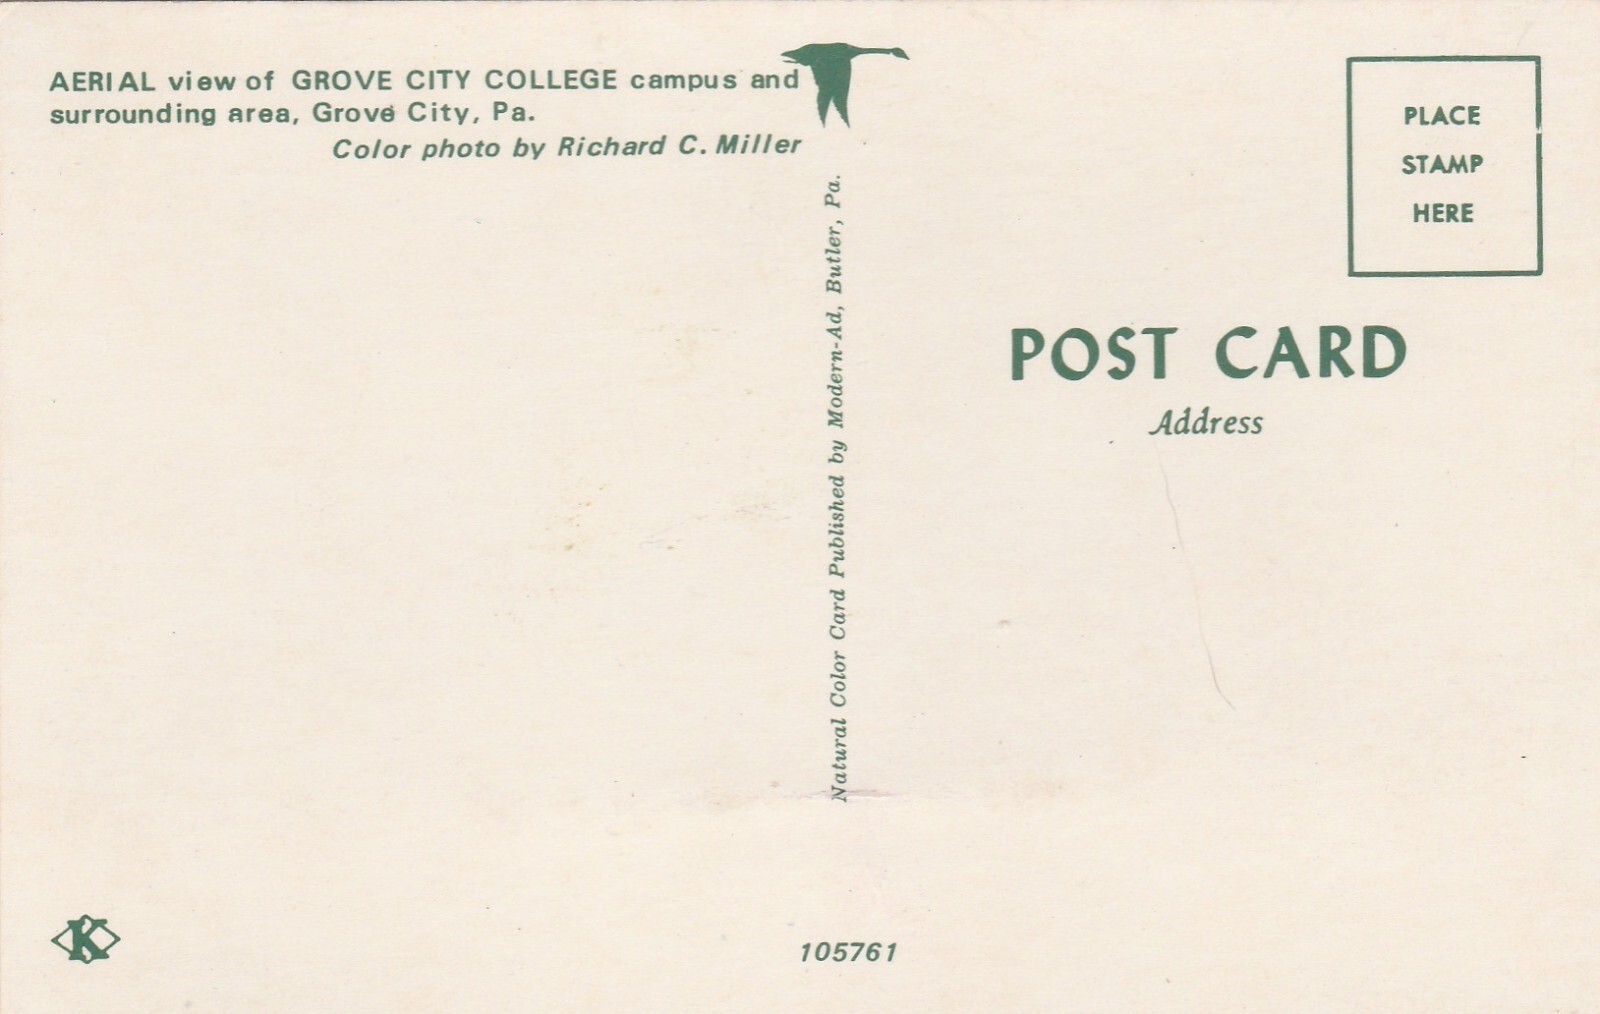 AERIAL view of GROVE CITY COLLEGE campus and
surrounding area, Grove City, Pa.
Color photo by Richard C. Miller
Natural Color Card Published by Modern-Ad, Butler, Pa.
PLACE
STAMP
HERE
POST CARD
Address
K
105761